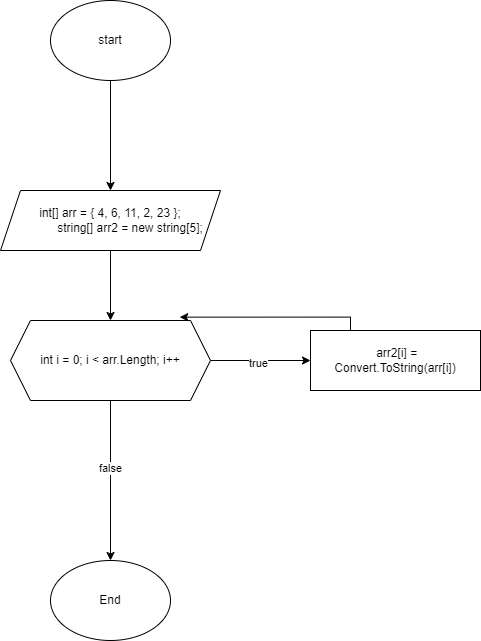 start
int[] arr = { 4, 6, 11, 2, 23 };
string[] arr2 = new string[5];
int i = 0; i < arr.Length; i++
true
arr2[i] =
Convert.ToString(arr[i])
false
End